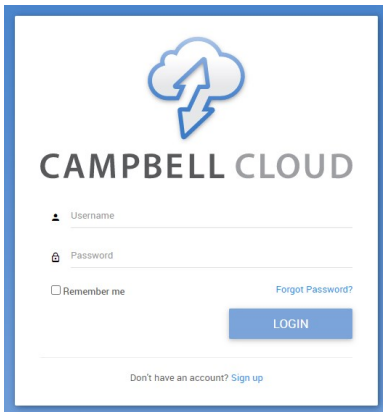 CAMPBELL CLOUD
Username
Password
Remember me
Forgot Password?
LOGIN
Don't have an account? Sign up